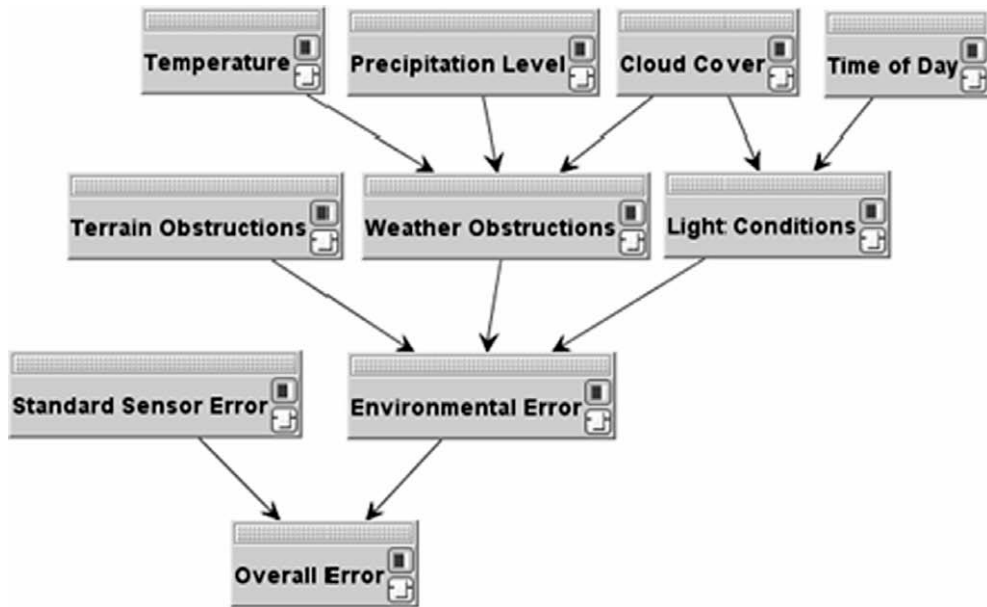 Temperature
Precipitation Level
Cloud Cover
Time of Day
Terrain Obstructions
Weather Obstructions
Light Conditions
Standard Sensor Error
Environmental Error
Overall Error